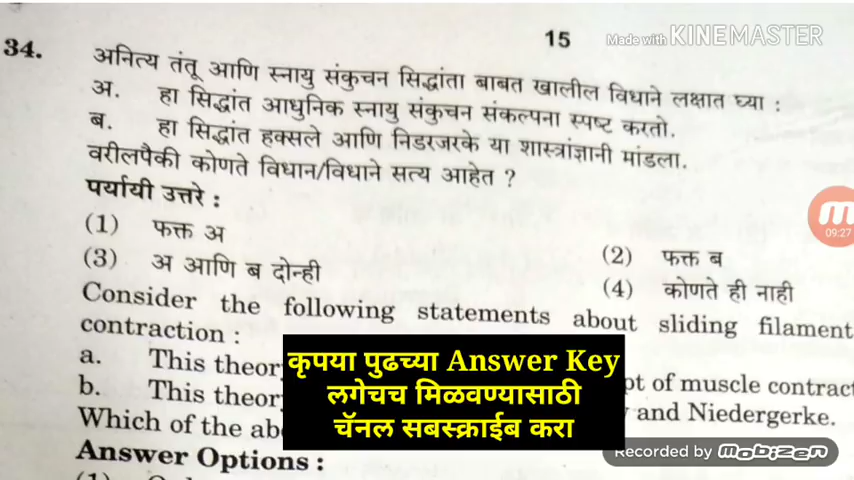 15
Made with KINEMASTER
34. अनित्य तंतू आणि स्नायु संकुचन सिद्धांता बाबत खालील विधाने लक्षात घ्या :
अ. हा सिद्धांत आधुनिक स्नायु संकुचन संकल्पना स्पष्ट करतो.
ब. हा सिद्धांत हक्सले आणि निडरजरके या शास्त्रांज्ञानी मांडला.
वरीलपैकी कोणते विधान/विधाने सत्य आहेत ?
पर्यायी उत्तरे :
(1) फक्त अ
(2) फक्त ब
(3) अ आणि ब दोन्ही
(4) कोणते ही नाही
09:27
Consider the following statements about sliding filament
contraction :
a. This theor
pt of muscle contract
b. This theor
and Niedergerke.
Which of the ab
Answer Options :
कृपया पुढच्या Answer Key
लगेचच मिळवण्यासाठी
चॅनल सबस्क्राईब करा
Recorded by mobizen